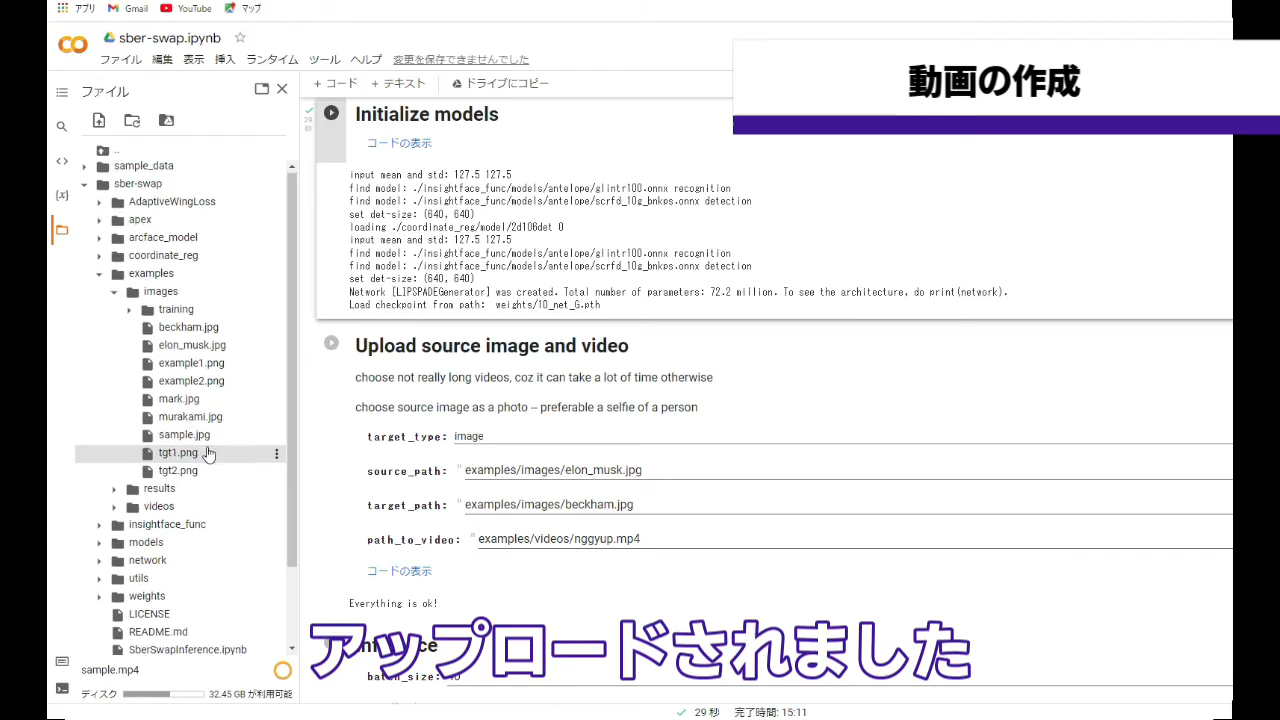 アプリ Gmail YouTube マップ
sber-swap.ipynb
ファイル 編集 表示 挿入 ランタイム ツール ヘルプ 変更を保存できませんでした
動画の作成
ファイル
+ コード + テキスト ドライブにコピー
..
sample_data
sber-swap
AdaptiveWingLoss
apex
arcface_model
coordinate_reg
examples
images
training
beckham.jpg
elon_musk.jpg
example1.png
example2.png
mark.jpg
murakami.jpg
sample.jpg
tgt1.png
tgt2.png
results
videos
insightface_func
models
network
utils
weights
LICENSE
README.md
SberSwapInference.ipynb
sample.mp4
ディスク 32.45 GB が利用可能
29
秒
Initialize models
コードの表示
input mean and std: 127.5 127.5
find model: ./insightface_func/models/antelope/glintr100.onnx recognition
find model: ./insightface_func/models/antelope/scrfd_10g_bnkps.onnx detection
set det-size: (640, 640)
loading ./coordinate_reg/model/2d106det 0
input mean and std: 127.5 127.5
find model: ./insightface_func/models/antelope/glintr100.onnx recognition
find model: ./insightface_func/models/antelope/scrfd_10g_bnkps.onnx detection
set det-size: (640, 640)
Network [LIPSPADEGenerator] was created. Total number of parameters: 72.2 million. To see the architecture, do print(network).
Load checkpoint from path: weights/10_net_G.pth
Upload source image and video
choose not really long videos, coz it can take a lot of time otherwise
choose source image as a photo -- preferable a selfie of a person
target_type: image
source_path: " examples/images/elon_musk.jpg
target_path: " examples/images/beckham.jpg
path_to_video: " examples/videos/nggyup.mp4
コードの表示
Everything is ok!
アップロードされました
batch_size:
29 秒 完了時間: 15:11